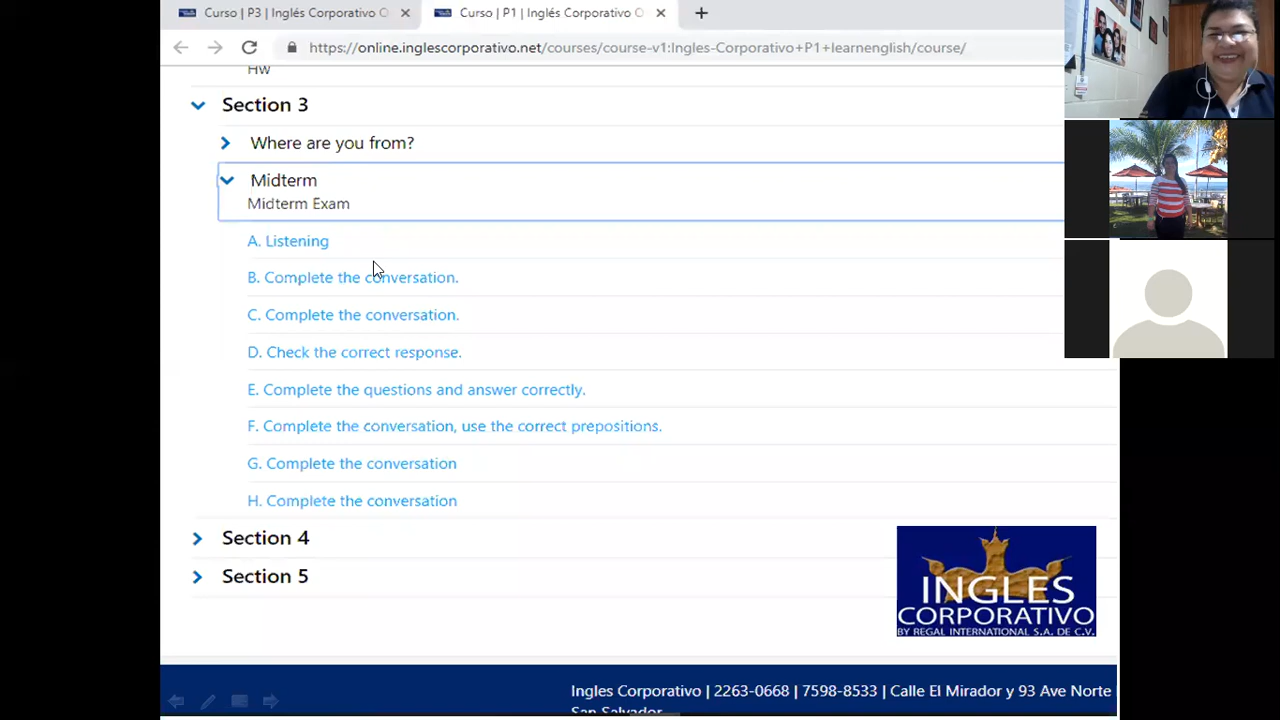 Curso | P3 | Inglés Corporativo O
Curso | P1 | Inglés Corporativo O
https://online.inglescorporativo.net/courses/course-v1:Ingles-Corporativo+P1+learnenglish/course/
Hw
Section 3
Where are you from?
Midterm
Midterm Exam
A. Listening
B. Complete the conversation.
C. Complete the conversation.
D. Check the correct response.
E. Complete the questions and answer correctly.
F. Complete the conversation, use the correct prepositions.
G. Complete the conversation
H. Complete the conversation
Section 4
Section 5
INGLES
CORPORATIVO
BY REGAL INTERNATIONAL S.A. DE C.V.
Ingles Corporativo | 2263-0668 | 7598-8533 | Calle El Mirador y 93 Ave Norte |
San Salvador